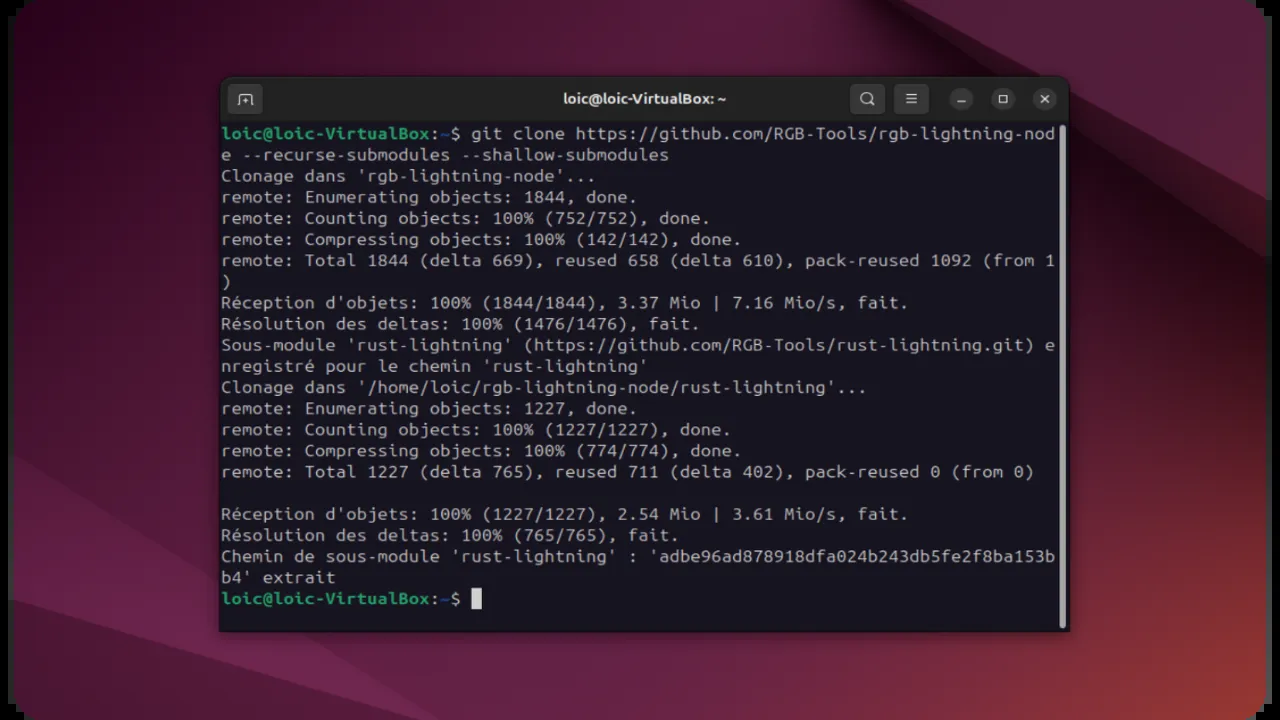 loic@loic-VirtualBox: ~
loic@loic-VirtualBox:~$ git clone https://github.com/RGB-Tools/rgb-lightning-nod
e --recurse-submodules --shallow-submodules
Clonage dans 'rgb-lightning-node'...
remote: Enumerating objects: 1844, done.
remote: Counting objects: 100% (752/752), done.
remote: Compressing objects: 100% (142/142), done.
remote: Total 1844 (delta 669), reused 658 (delta 610), pack-reused 1092 (from 1
)
Réception d'objets: 100% (1844/1844), 3.37 Mio | 7.16 Mio/s, fait.
Résolution des deltas: 100% (1476/1476), fait.
Sous-module 'rust-lightning' (https://github.com/RGB-Tools/rust-lightning.git) e
nregistré pour le chemin 'rust-lightning'
Clonage dans '/home/loic/rgb-lightning-node/rust-lightning'...
remote: Enumerating objects: 1227, done.
remote: Counting objects: 100% (1227/1227), done.
remote: Compressing objects: 100% (774/774), done.
remote: Total 1227 (delta 765), reused 711 (delta 402), pack-reused 0 (from 0)
Réception d'objets: 100% (1227/1227), 2.54 Mio | 3.61 Mio/s, fait.
Résolution des deltas: 100% (765/765), fait.
Chemin de sous-module 'rust-lightning' : 'adbe96ad878918dfa024b243db5fe2f8ba153b
b4' extrait
loic@loic-VirtualBox:~$